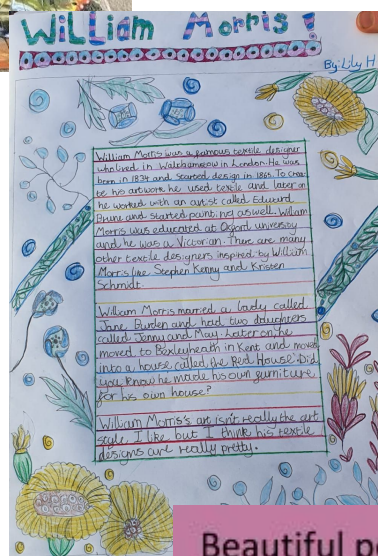 William Morris!
By: Lily H
William Morris was a famous textile designer
who lived in Walthamstow in London. He was
born in 1834 and started design in 1865. To crea
te his artwork he used textile and later on
he worked with an artist called Edward
Brune and started painting as well. William
Morris was educated at Oxford university
and he was a Victorian. There are many
other textile designers inspired by William
Morris like: Stephen Kenny and Kristen
Schmidt.
William Morris married a lady called
Jane Burden and had two daughters
called Jenny and May. Later on, he
moved to Bexleyheath in Kent and moved
into a house called, the Red House. Did
you know he made his own gurniture
for his own house?
William Morris's art isn't really the art
style I like but I think his textile
designs are really pretty.
Beautiful